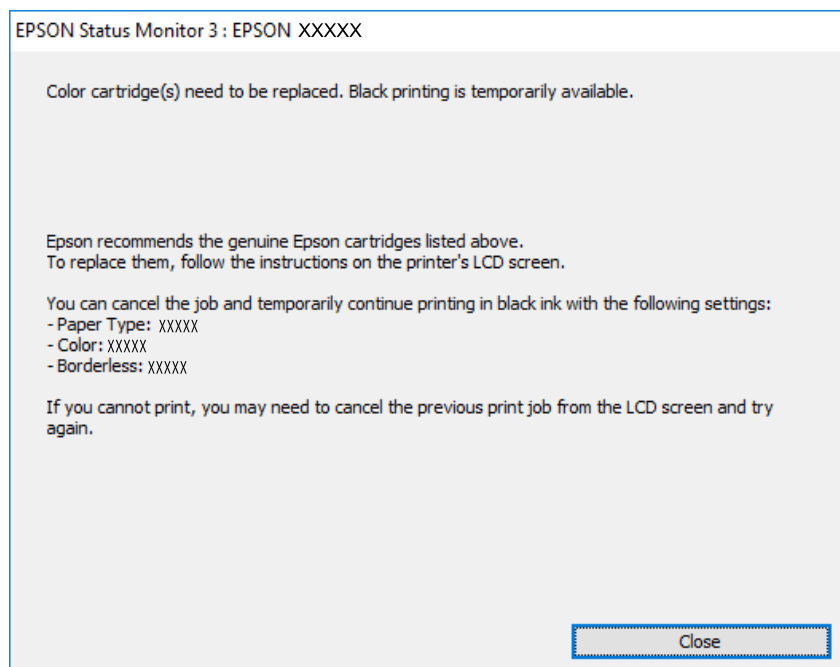 EPSON Status Monitor 3 : EPSON XXXXX
Color cartridge(s) need to be replaced. Black printing is temporarily available.
Epson recommends the genuine Epson cartridges listed above.
To replace them, follow the instructions on the printer's LCD screen.
You can cancel the job and temporarily continue printing in black ink with the following settings:
- Paper Type: XXXXX
- Color: XXXXX
- Borderless: XXXXX
If you cannot print, you may need to cancel the previous print job from the LCD screen and try
again.
Close